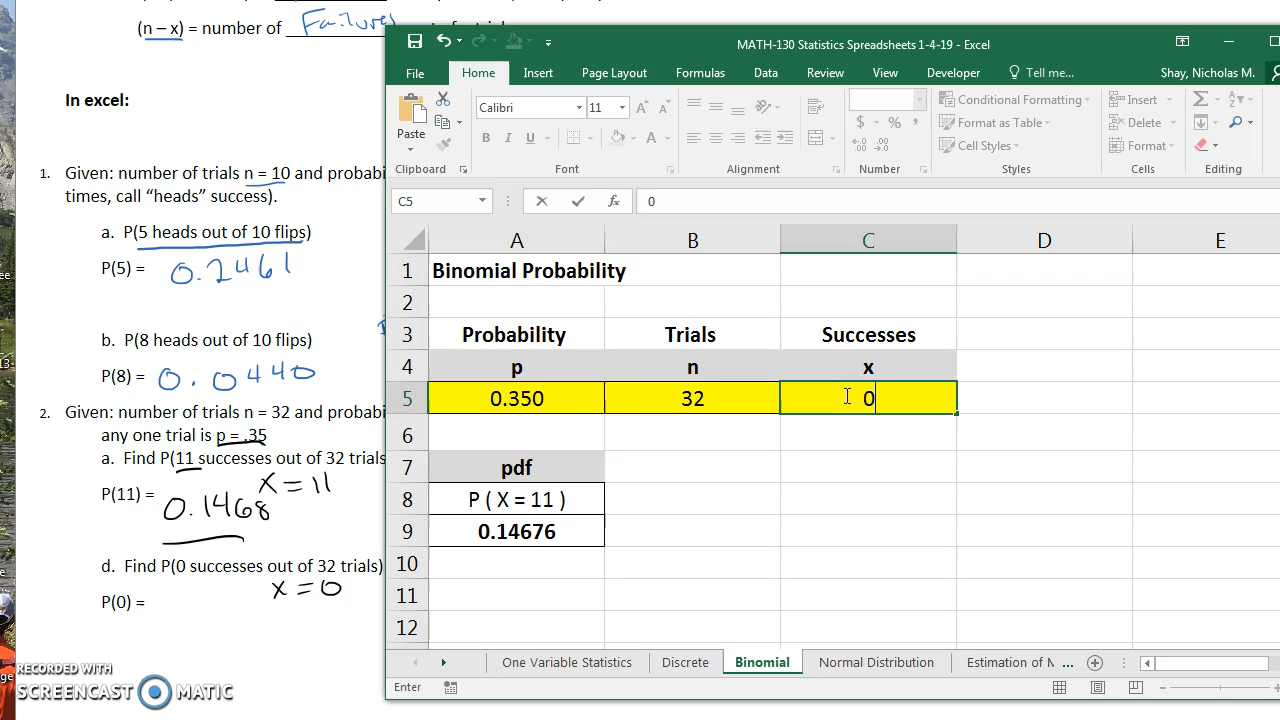 (n – x) = number of Failures
In excel:
1. Given: number of trials n = 10 and probabi
times, call “heads” success).
a. P(5 heads out of 10 flips)
P(5) = 0.2461
b. P(8 heads out of 10 flips)
P(8) = 0.0440
2. Given: number of trials n = 32 and probabi
any one trial is p = .35
a. Find P(11 successes out of 32 trials
x = 11
P(11) = 0.1468
d. Find P(0 successes out of 32 trials)
x = 0
P(0) =
RECORDED WITH
SCREENCAST MATIC
MATH-130 Statistics Spreadsheets 1-4-19 - Excel
File Home Insert Page Layout Formulas Data Review View Developer Tell me... Shay, Nicholas M.
Paste
Calibri 11
B I U A
$ % ,
Conditional Formatting
Format as Table
Cell Styles
Insert
Delete
Format
Clipboard Font Alignment Number Styles Cells Editing
C5 fx 0
A B C D E
1 Binomial Probability
2
3 Probability Trials Successes
4 p n x
5 0.350 32 0
6
7 pdf
8 P ( X = 11 )
9 0.14676
10
11
12
One Variable Statistics Discrete Binomial Normal Distribution Estimation of M ...
Enter